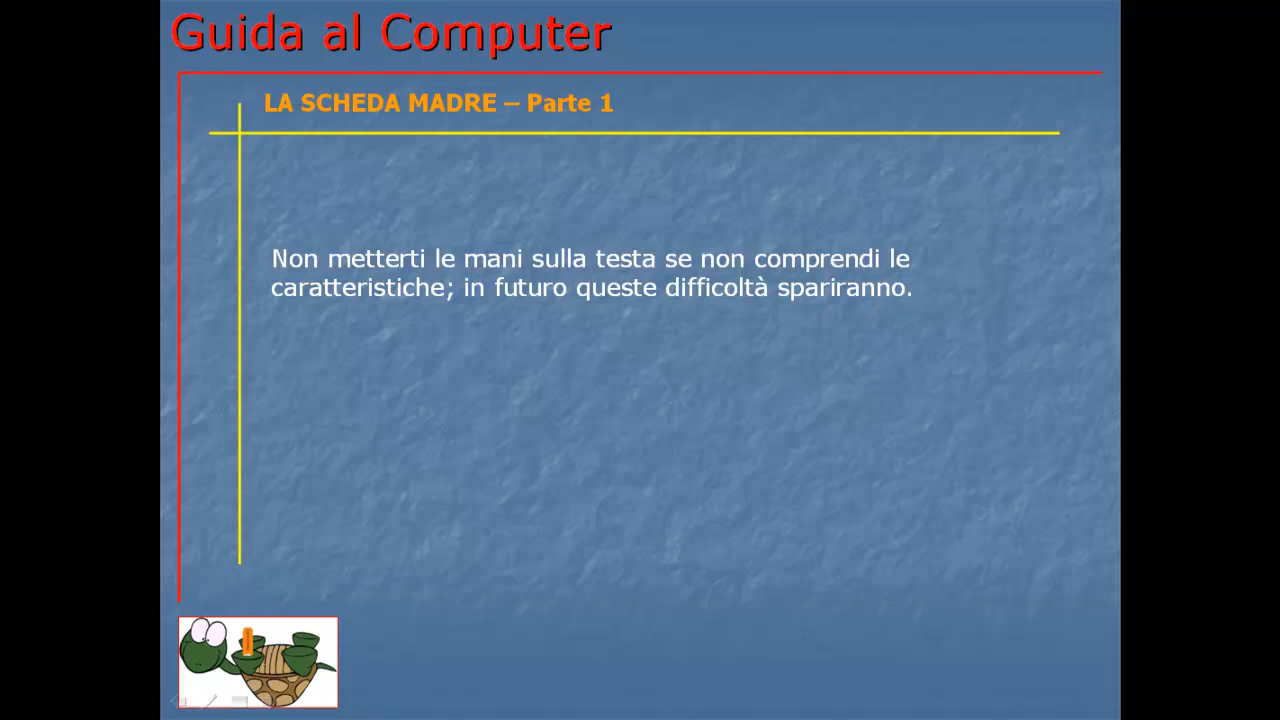 Guida al Computer
LA SCHEDA MADRE – Parte 1
Non metterti le mani sulla testa se non comprendi le
caratteristiche; in futuro queste difficoltà spariranno.